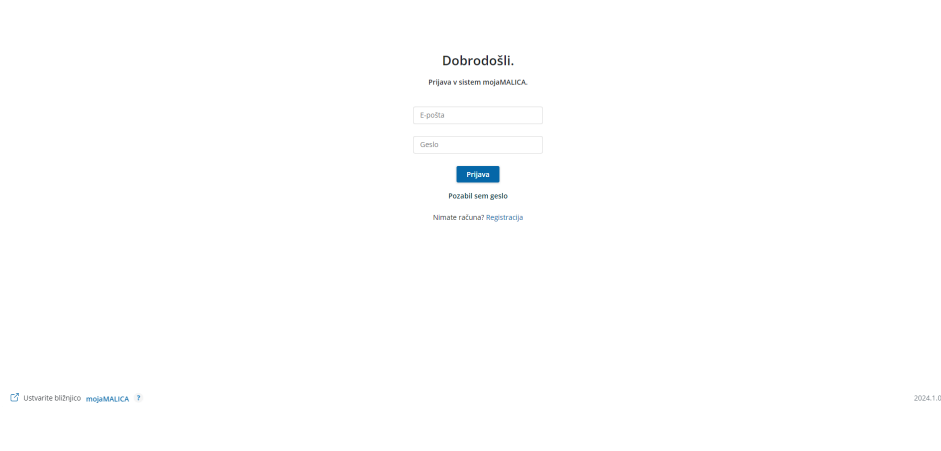 Dobrodošli.
Prijava v sistem mojaMALICA.
E-pošta
Geslo
Prijava
Pozabil sem geslo
Nimate računa? Registracija
Ustvarite bližnjico mojaMALICA ?
2024.1.0